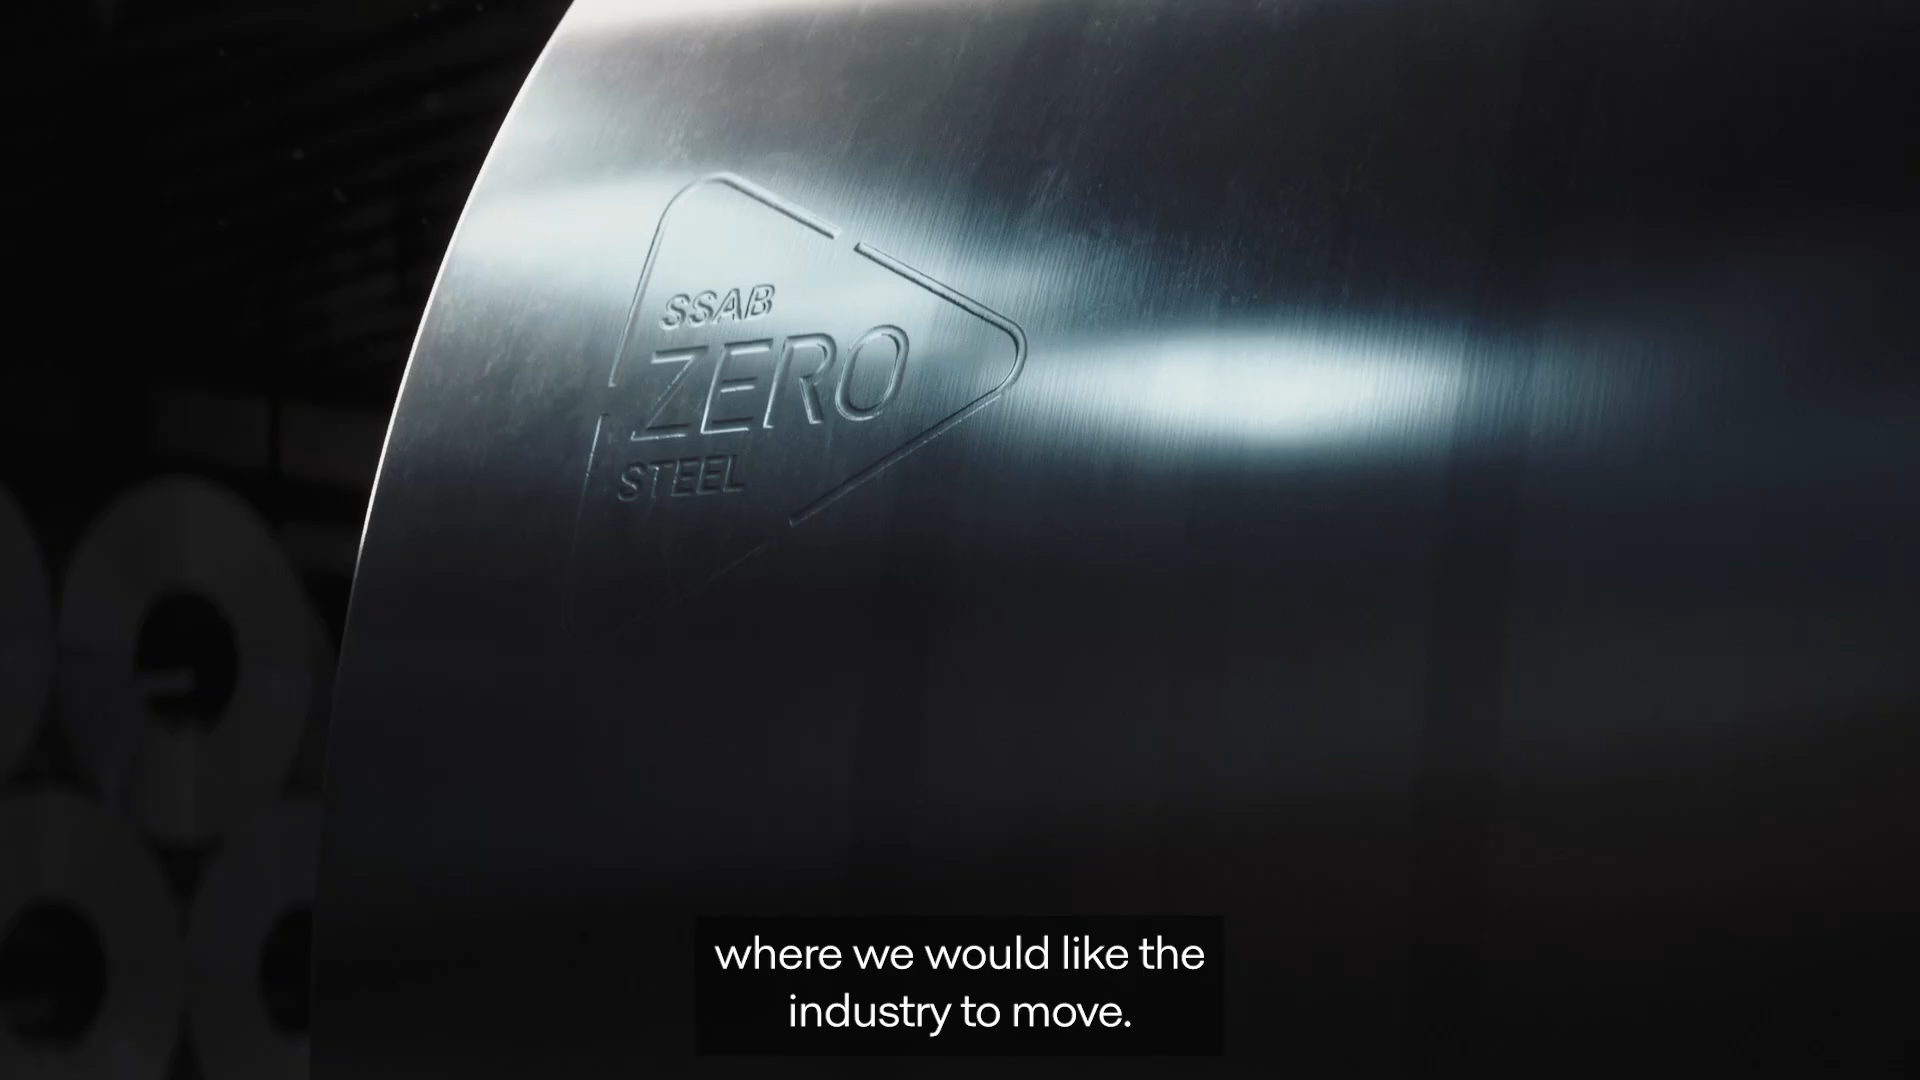 SSAB
ZERO
STEEL
where we would like the
industry to move.